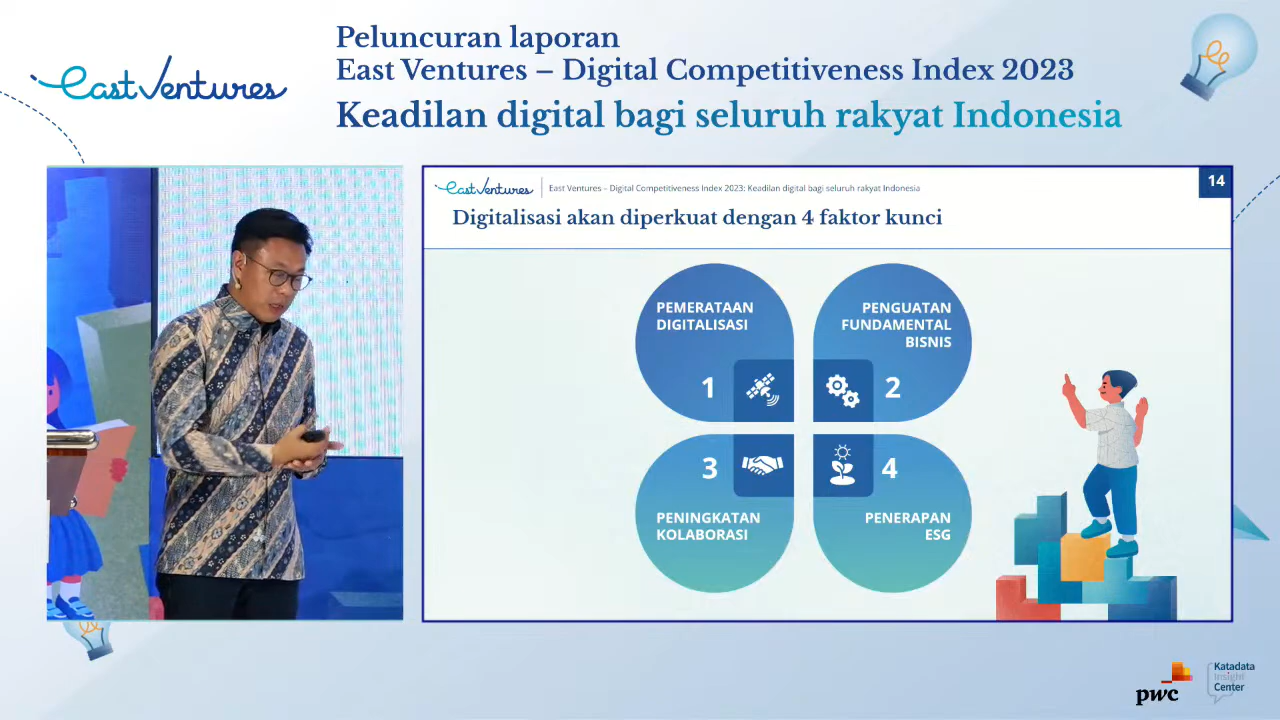 East Ventures
Peluncuran laporan
East Ventures – Digital Competitiveness Index 2023
Keadilan digital bagi seluruh rakyat Indonesia
East Ventures
East Ventures – Digital Competitiveness Index 2023: Keadilan digital bagi seluruh rakyat Indonesia
14
Digitalisasi akan diperkuat dengan 4 faktor kunci
PEMERATAAN
DIGITALISASI
1
PENGUATAN
FUNDAMENTAL
BISNIS
2
3
PENINGKATAN
KOLABORASI
4
PENERAPAN
ESG
pwc
Katadata
Insight
Center